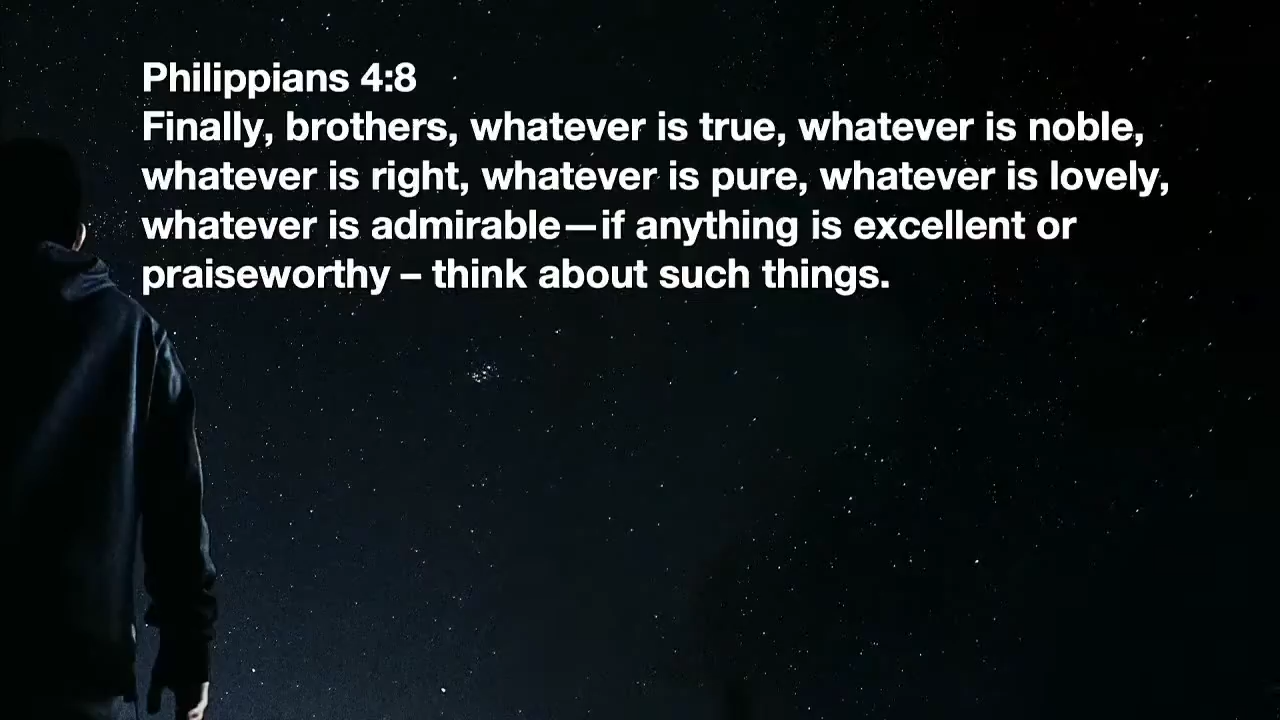 Philippians 4:8
Finally, brothers, whatever is true, whatever is noble,
whatever is right, whatever is pure, whatever is lovely,
whatever is admirable—if anything is excellent or
praiseworthy – think about such things.